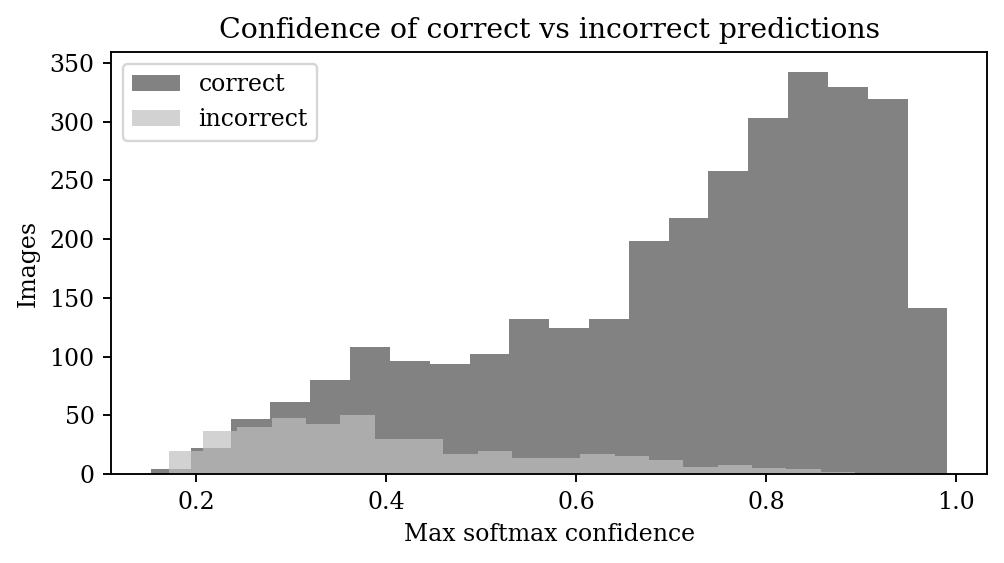 Confidence of correct vs incorrect predictions
correct
incorrect
350
300
250
200
150
100
50
0
Images
0.2
0.4
0.6
0.8
1.0
Max softmax confidence